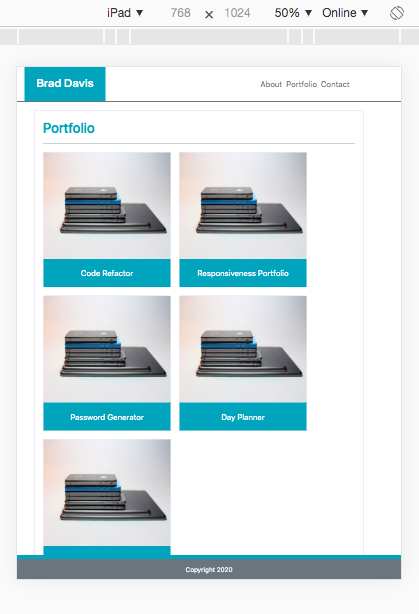 iPad ▼ 768 × 1024 50% ▼ Online ▼
Brad Davis
About Portfolio Contact
Portfolio
Code Refactor
Responsiveness Portfolio
Password Generator
Day Planner
Copyright 2020